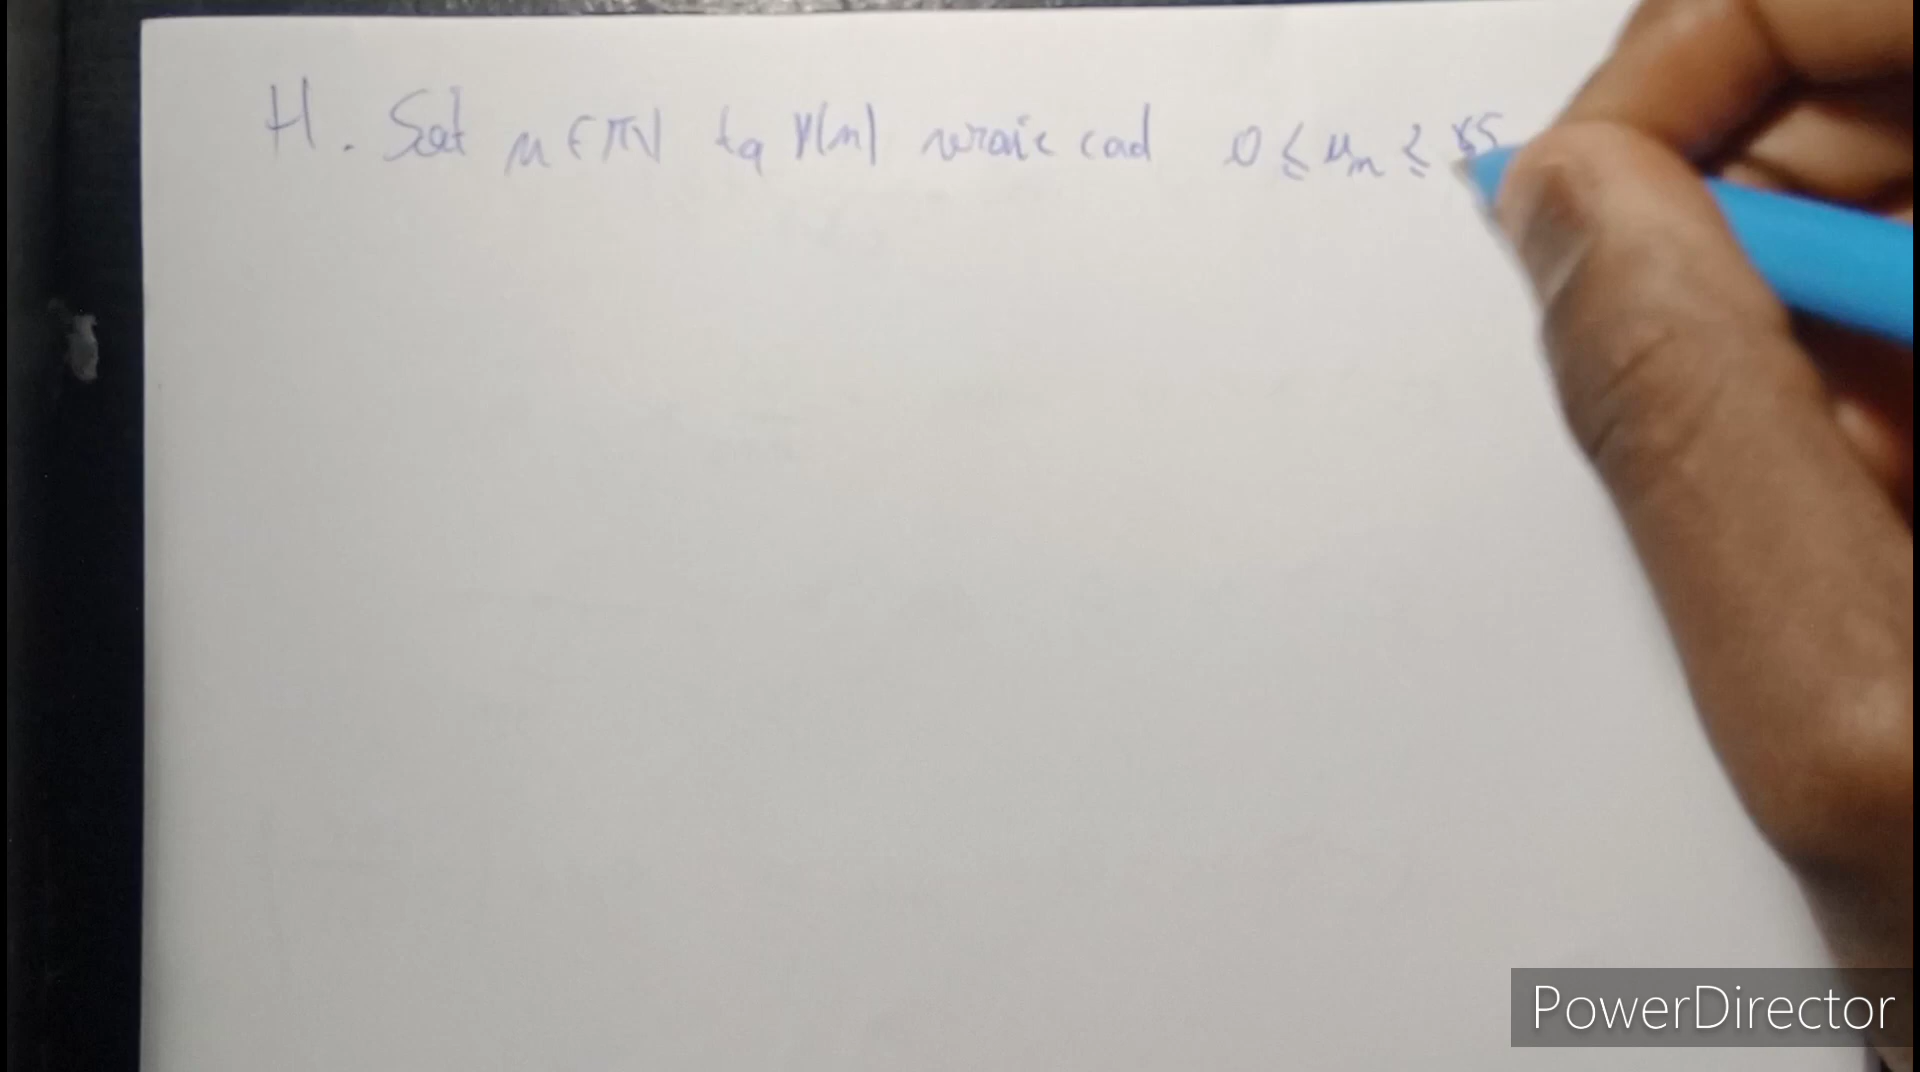 H. Soit n ∈ ℕ tq P(n) vraie cad 0 ≤ un ≤
PowerDirector